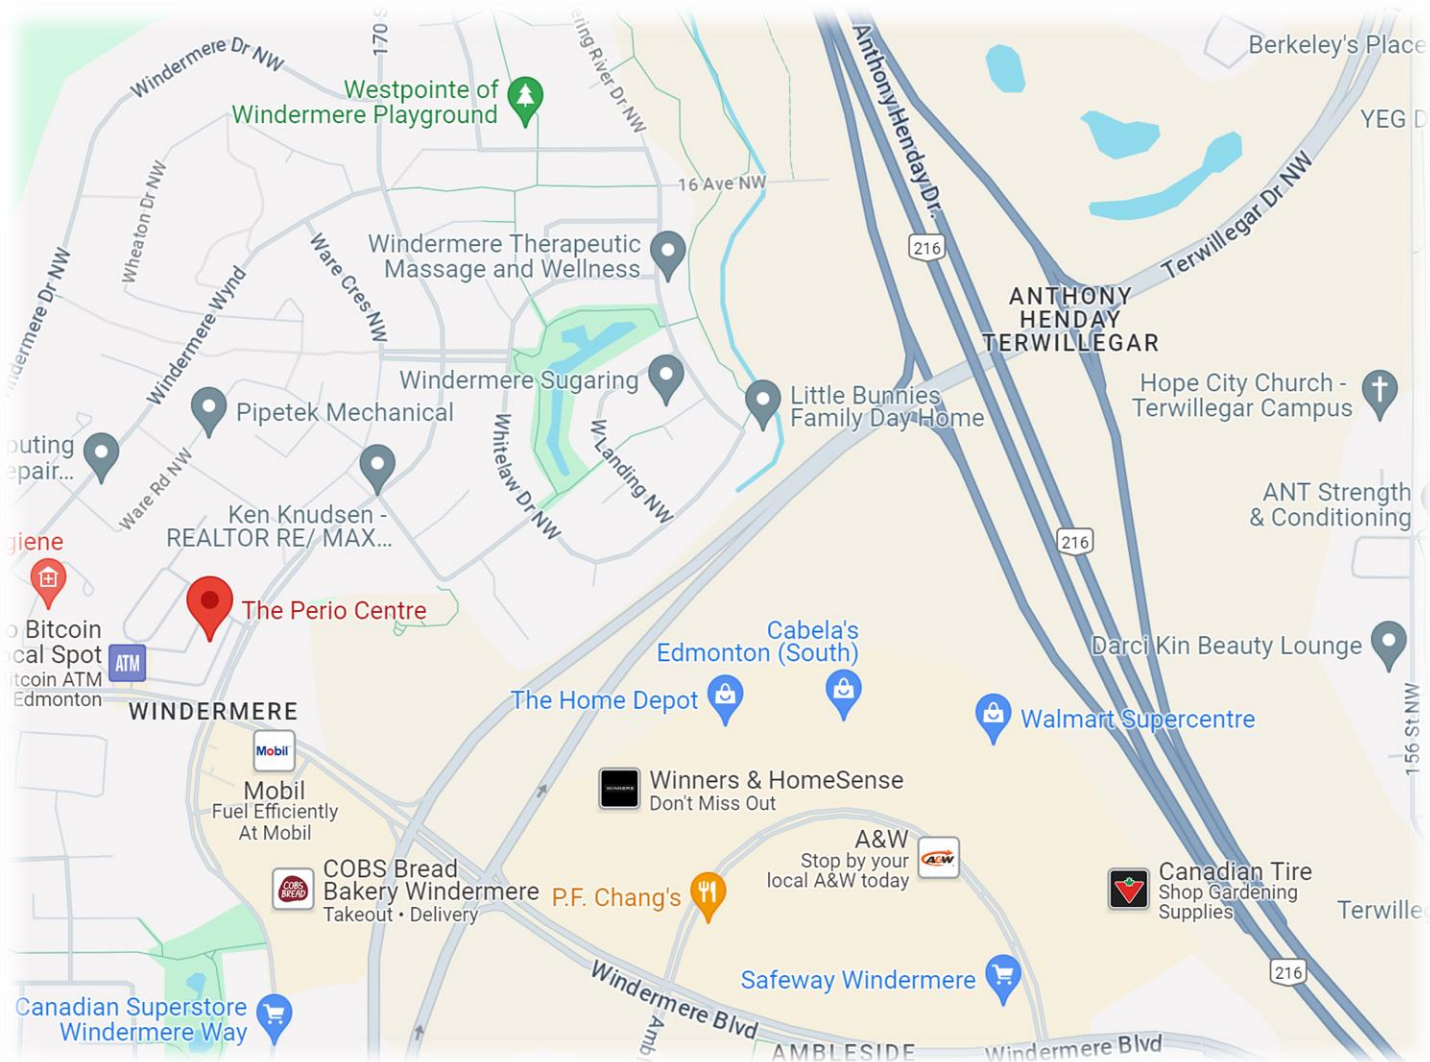 Berkeley's Place
170 S
Windermere Dr NW
ering River Dr NW
Anthony Henday Dr..
Westpointe of
Windermere Playground
YEG D
16 Ave NW
Wheaton Dr NW
Terwillegar Dr NW
Windermere Therapeutic
Massage and Wellness
216
Ware Cres NW
Windermere Wynd
ndermere Dr NW
ANTHONY
HENDAY
TERWILLEGAR
Windermere Sugaring
Little Bunnies
Family Day Home
Hope City Church -
Terwillegar Campus
Pipetek Mechanical
puting
epair...
Ware Rd NW
Whitelaw Dr NW
W Landing NW
ANT Strength
& Conditioning
Ken Knudsen -
REALTOR RE/ MAX...
216
giene
The Perio Centre
o Bitcoin
ocal Spot
itcoin ATM
Edmonton
ATM
Cabela's
Edmonton (South)
Darci Kin Beauty Lounge
The Home Depot
Walmart Supercentre
156 St NW
WINDERMERE
Mobil
Mobil
Fuel Efficiently
At Mobil
WINNERS
Winners & HomeSense
Don't Miss Out
A&W
Stop by your
local A&W today
A&W
COBS
BREAD
COBS Bread
Bakery Windermere
Takeout • Delivery
P.F. Chang's
Canadian Tire
Shop Gardening
Supplies
Terwilleg
216
Safeway Windermere
Windermere Blvd
Canadian Superstore
Windermere Way
Amb
AMBLESIDE
Windermere Blvd